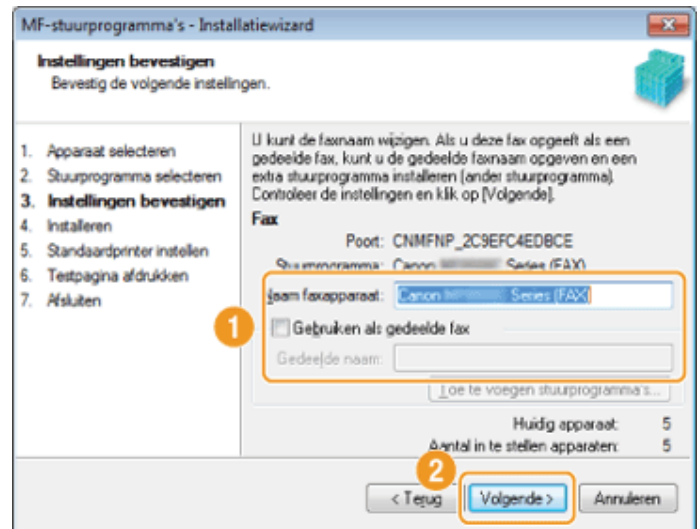 MF-stuurprogramma's - Installatiewizard
Instellingen bevestigen
Bevestig de volgende instellingen.
1. Apparaat selecteren
2. Stuurprogramma selecteren
3. Instellingen bevestigen
4. Installeren
5. Standaardprinter instellen
6. Testpagina afdrukken
7. Afsluiten
U kunt de faxnaam wijzigen. Als u deze fax opgeeft als een
gedeelde fax, kunt u de gedeelde faxnaam opgeven en een
extra stuurprogramma installeren (ander stuurprogramma).
Controleer de instellingen en klik op [Volgende].
Fax
Poort: CNMFNP_2C9EFC4EDBCE
Stuurprogramma: Canon Series (FAX)
Naam faxapparaat: Canon Series (FAX)
1
Gebruiken als gedeelde fax
Gedeelde naam:
Toe te voegen stuurprogramma's...
Huidig apparaat: 5
Aantal in te stellen apparaten: 5
2
< Terug Volgende > Annuleren